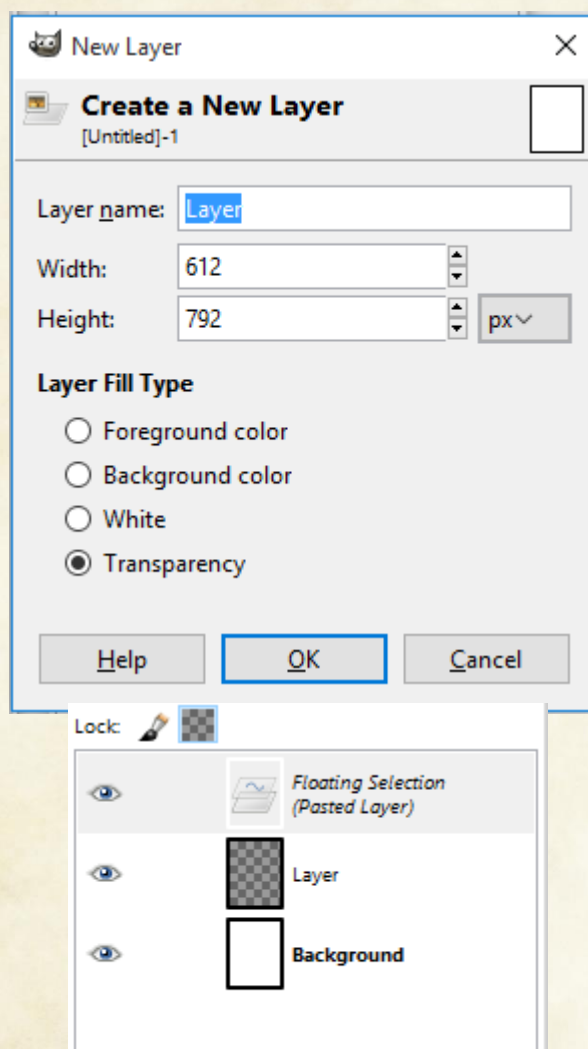 New Layer
Create a New Layer
[Untitled]-1
Layer name: Layer
Width: 612
Height: 792 px
Layer Fill Type
Foreground color
Background color
White
Transparency
Help OK Cancel
Lock:
Floating Selection
(Pasted Layer)
Layer
Background